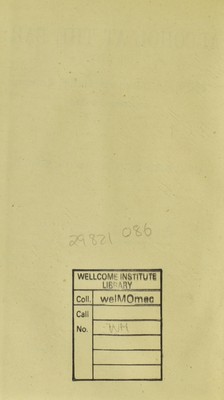 29821 086
WELLCOME INSTITUTE
LIBRARY
Coll. welMOmec
Call
No. WH